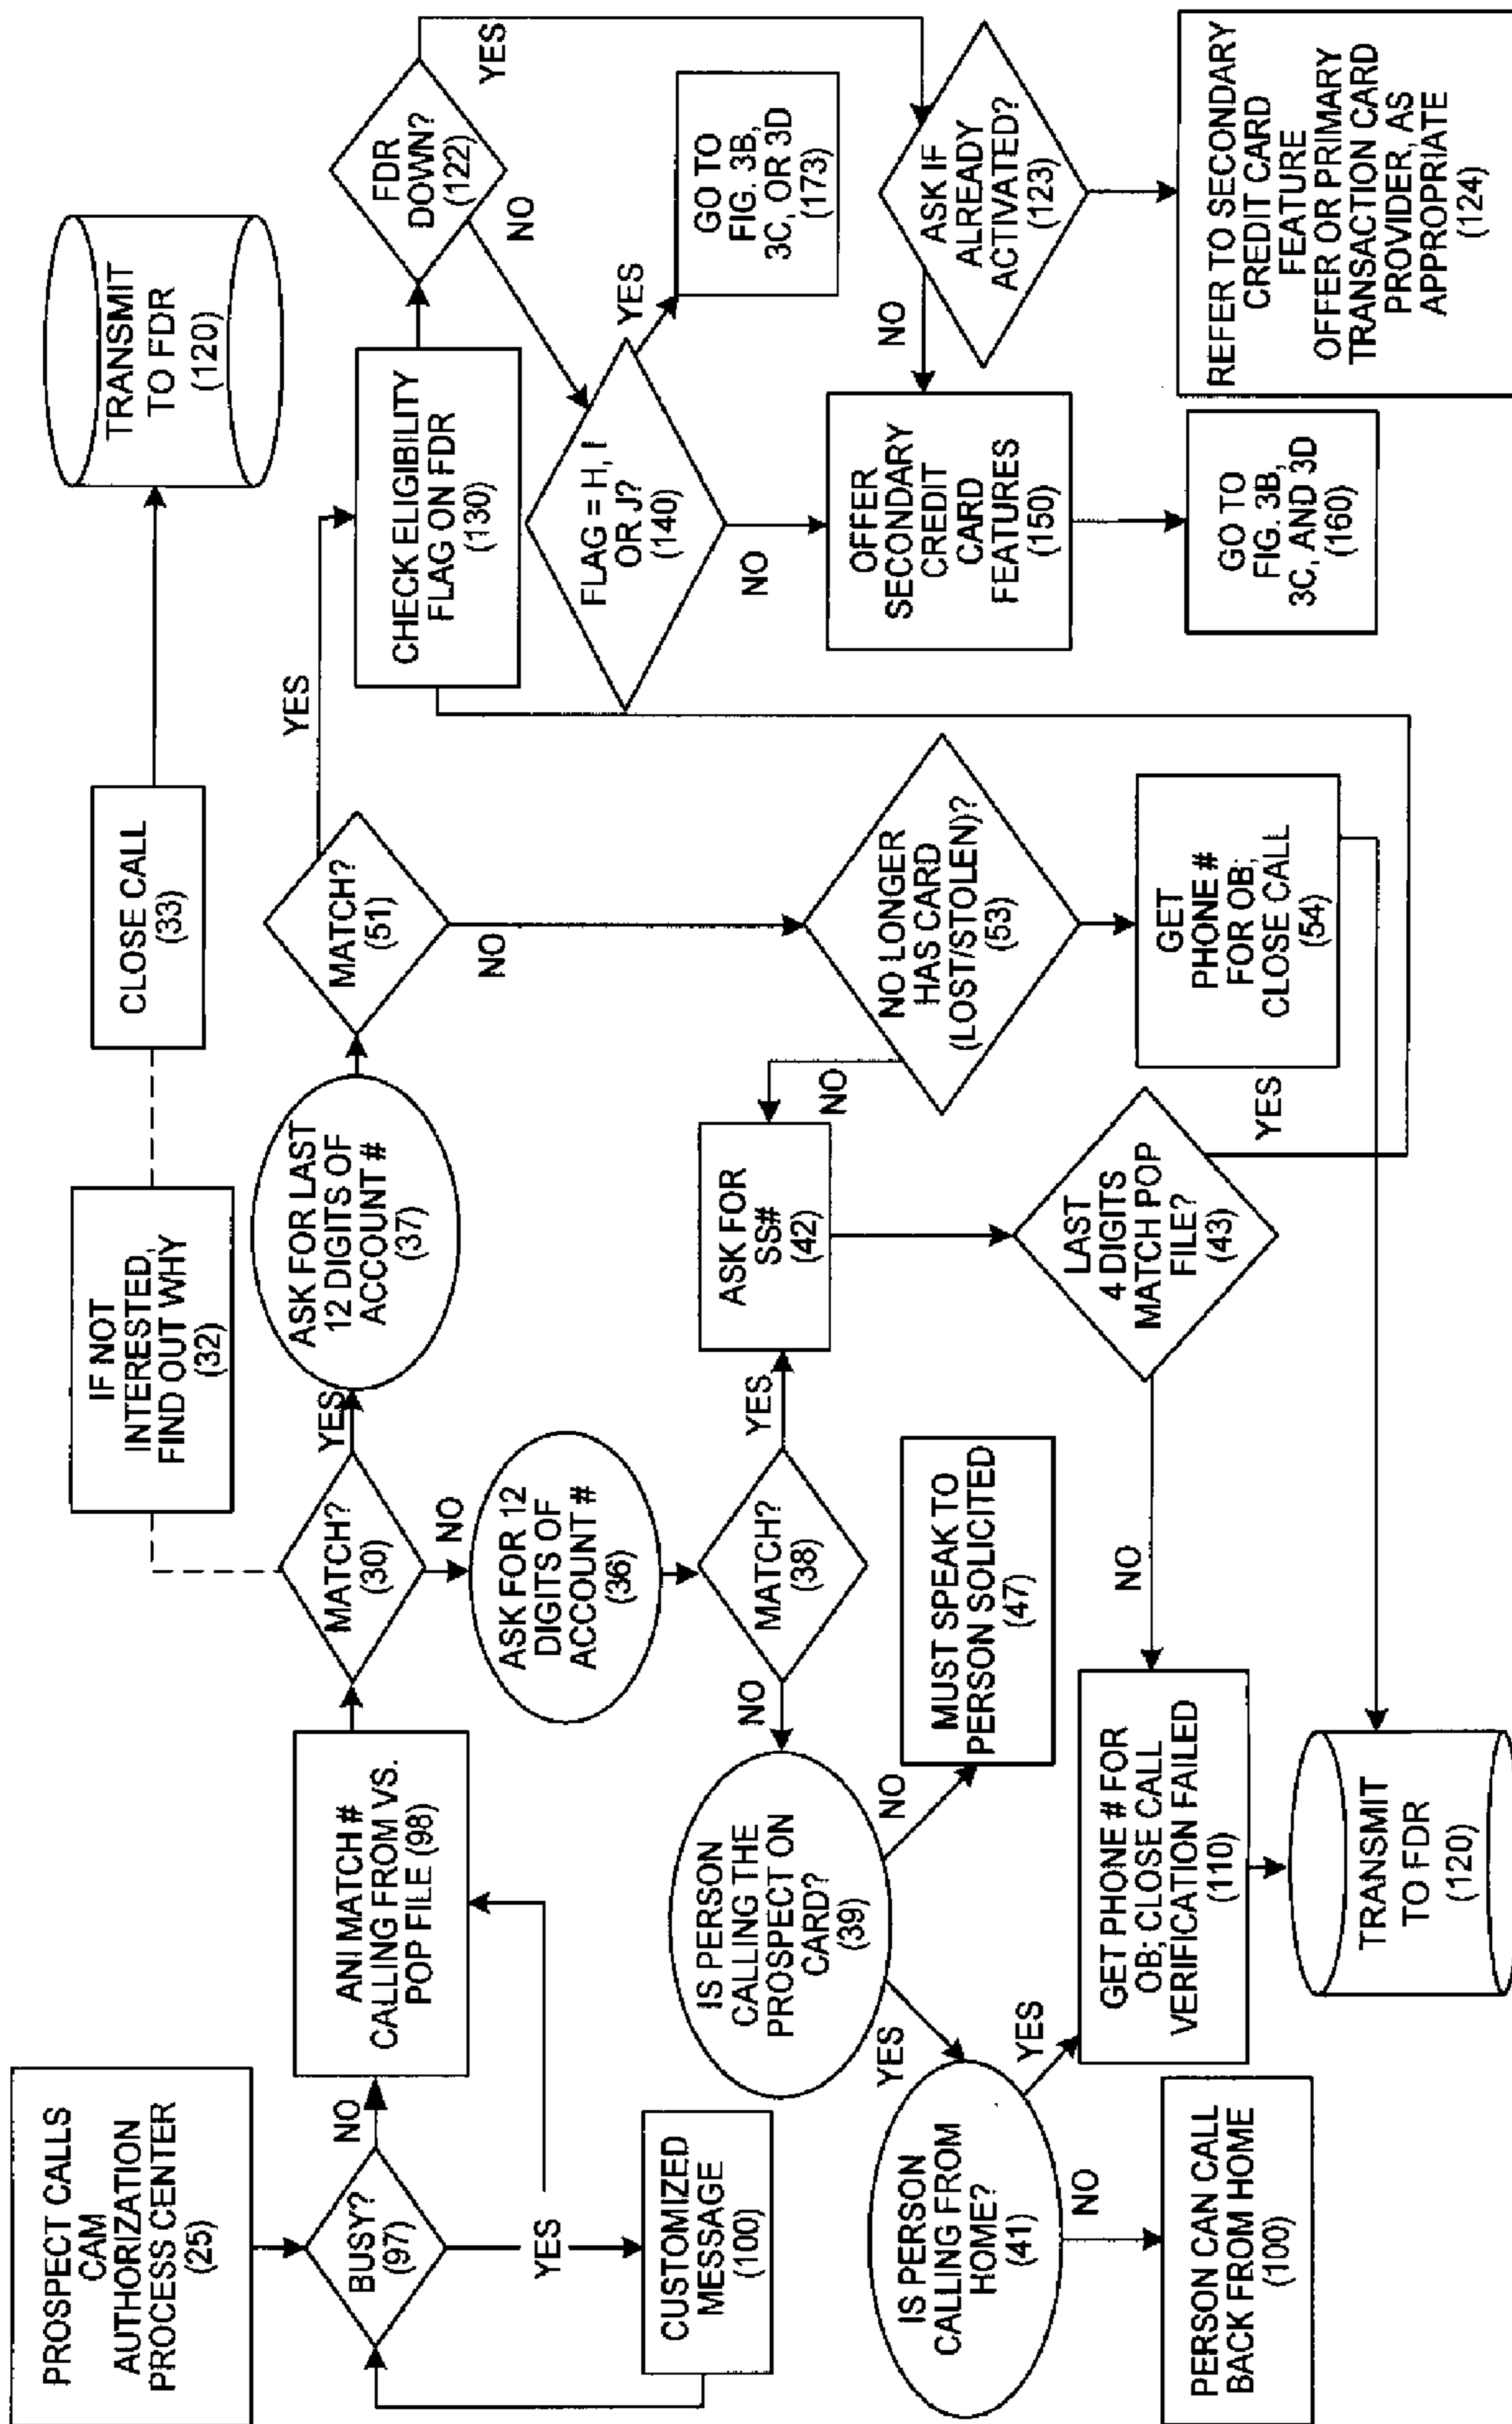 PROSPECT CALLS
CAM
AUTHORIZATION
PROCESS CENTER
(25)
BUSY?
(97)
NO
YES
CUSTOMIZED
MESSAGE
(100)
ANI MATCH #
CALLING FROM VS.
POP FILE (98)
MATCH?
(30)
YES
NO
IF NOT
INTERESTED,
FIND OUT WHY
(32)
CLOSE CALL
(33)
TRANSMIT
TO FDR
(120)
ASK FOR LAST
12 DIGITS OF
ACCOUNT #
(37)
MATCH?
(51)
YES
NO
ASK FOR 12
DIGITS OF
ACCOUNT #
(36)
MATCH?
(38)
YES
NO
ASK FOR
SS#
(42)
NO LONGER
HAS CARD
(LOST/STOLEN)?
(53)
NO
GET
PHONE #
FOR OB;
CLOSE CALL
(54)
LAST
4 DIGITS
MATCH POP
FILE?
(43)
YES
NO
IS PERSON
CALLING THE
PROSPECT ON
CARD?
(39)
NO
YES
MUST SPEAK TO
PERSON SOLICITED
(47)
IS PERSON
CALLING FROM
HOME?
(41)
YES
NO
PERSON CAN CALL
BACK FROM HOME
(100)
GET PHONE # FOR
OB; CLOSE CALL
VERIFICATION FAILED
(110)
TRANSMIT
TO FDR
(120)
CHECK ELIGIBILITY
FLAG ON FDR
(130)
FDR
DOWN?
(122)
YES
NO
FLAG = H, I
OR J?
(140)
YES
NO
GO TO
FIG. 3B,
3C, OR 3D
(173)
OFFER
SECONDARY
CREDIT
CARD
FEATURES
(150)
GO TO
FIG. 3B,
3C, AND 3D
(160)
ASK IF
ALREADY
ACTIVATED?
(123)
NO
REFER TO SECONDARY
CREDIT CARD
FEATURE
OFFER OR PRIMARY
TRANSACTION CARD
PROVIDER, AS
APPROPRIATE
(124)